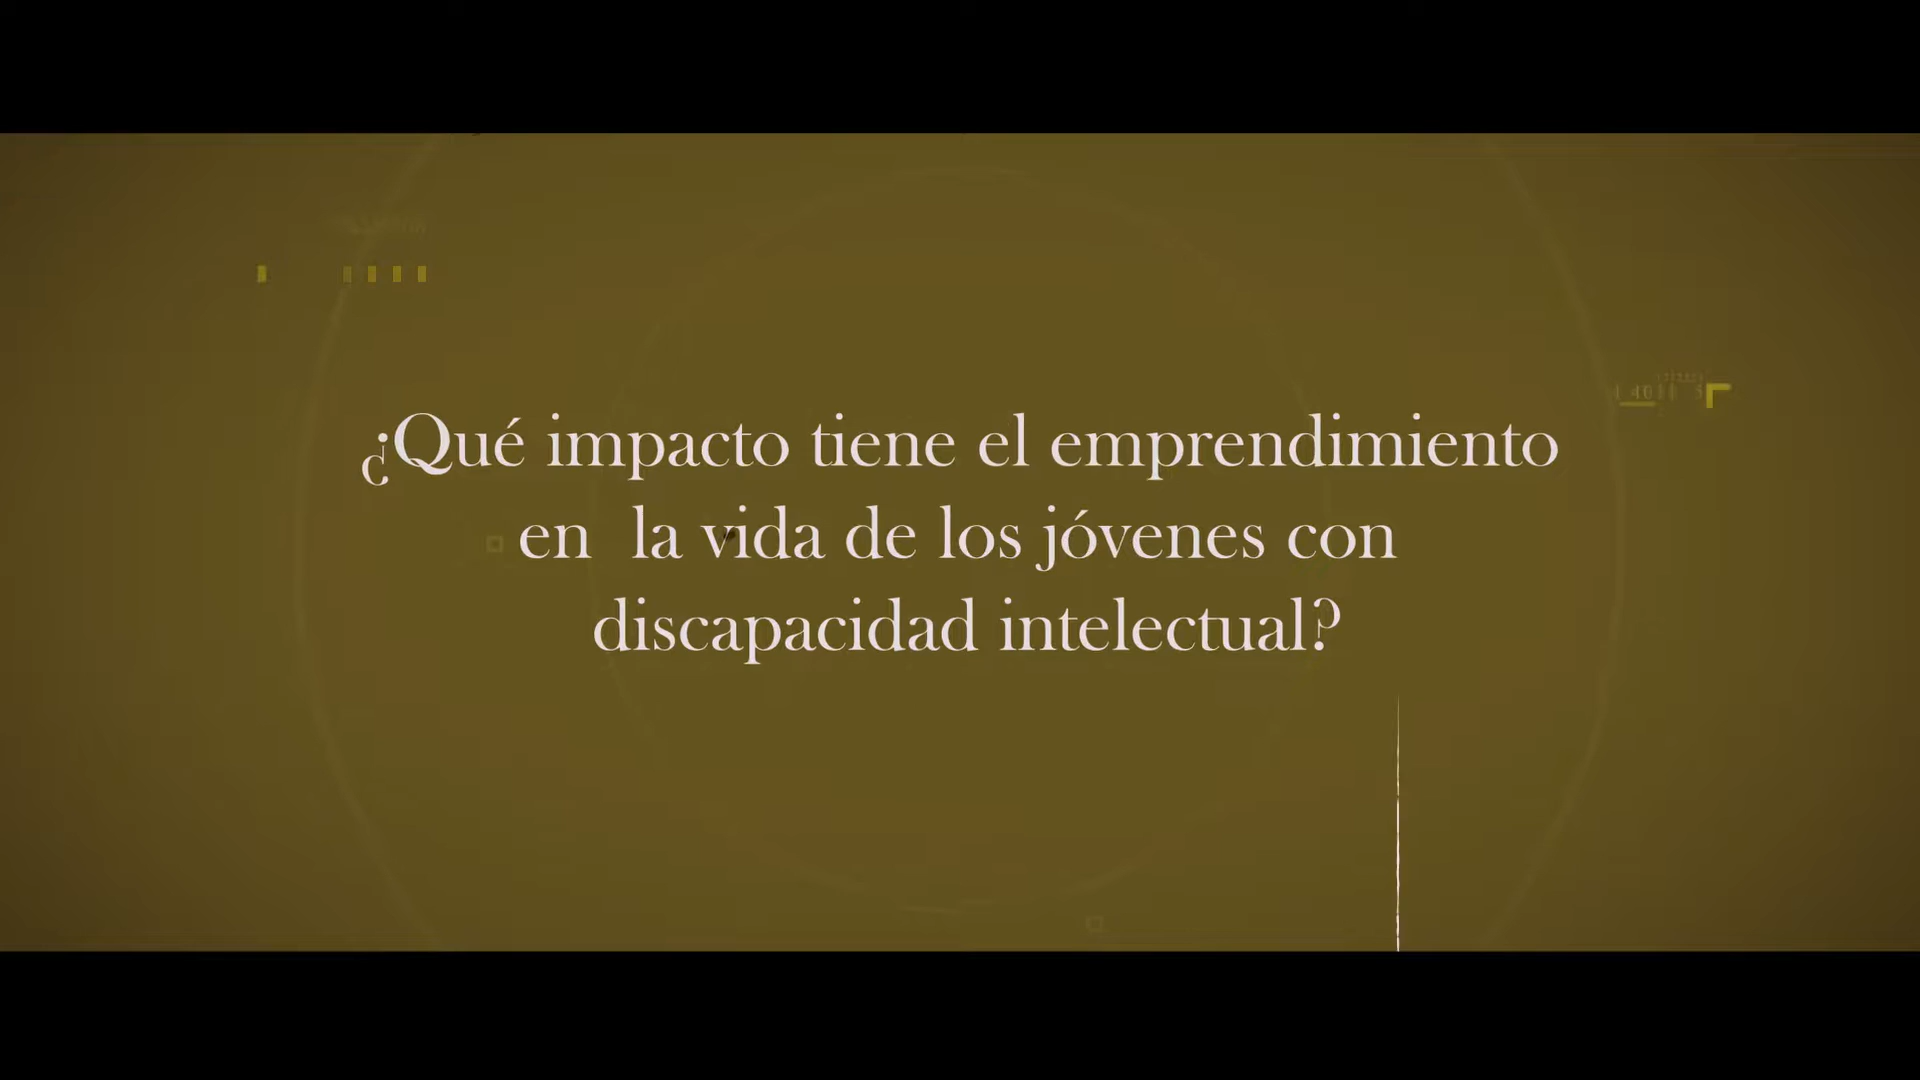 ¿Qué impacto tiene el emprendimiento
en la vida de los jóvenes con
discapacidad intelectual?